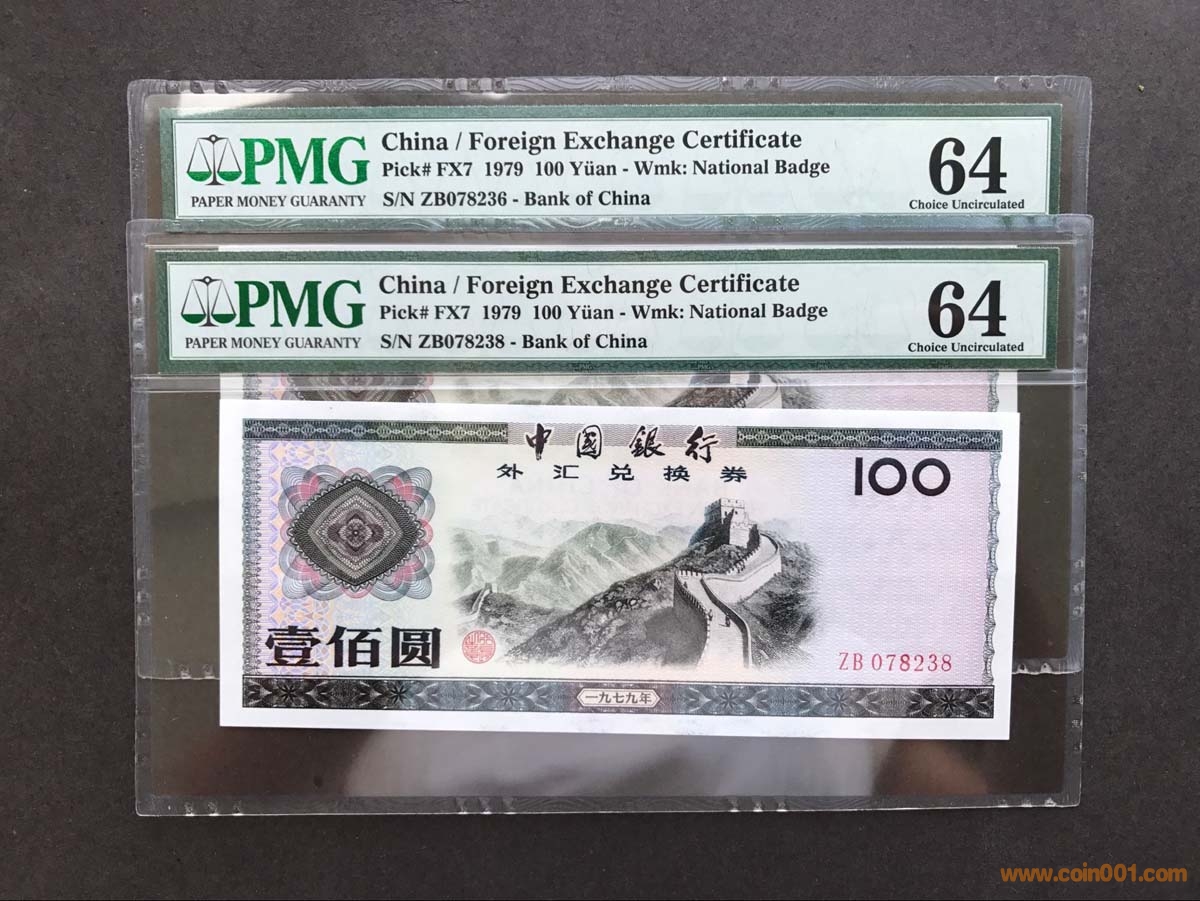 PMG
PAPER MONEY GUARANTY
China / Foreign Exchange Certificate
Pick# FX7 1979 100 Yüan - Wmk: National Badge
S/N ZB078236 - Bank of China
64
Choice Uncirculated
PMG
PAPER MONEY GUARANTY
China / Foreign Exchange Certificate
Pick# FX7 1979 100 Yüan - Wmk: National Badge
S/N ZB078238 - Bank of China
64
Choice Uncirculated
中國銀行
外汇兑换券
100
壹佰圆
ZB 078238
一九七九年
www.coin001.com